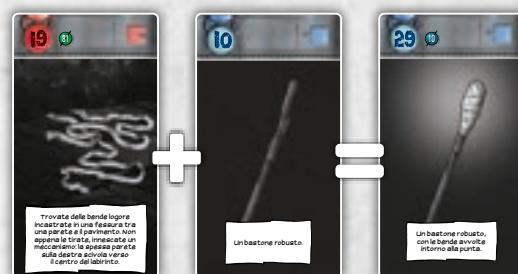 19 81
Trovate delle bende logore
incastrate in una fessura tra
una parete e il pavimento. Non
appena le tirate, innescate un
meccanismo: la spessa parete
sulla destra scivola verso
il centro del labirinto.
+
10
Un bastone robusto.
=
29 10
Un bastone robusto,
con le bende avvolte
intorno alla punta.